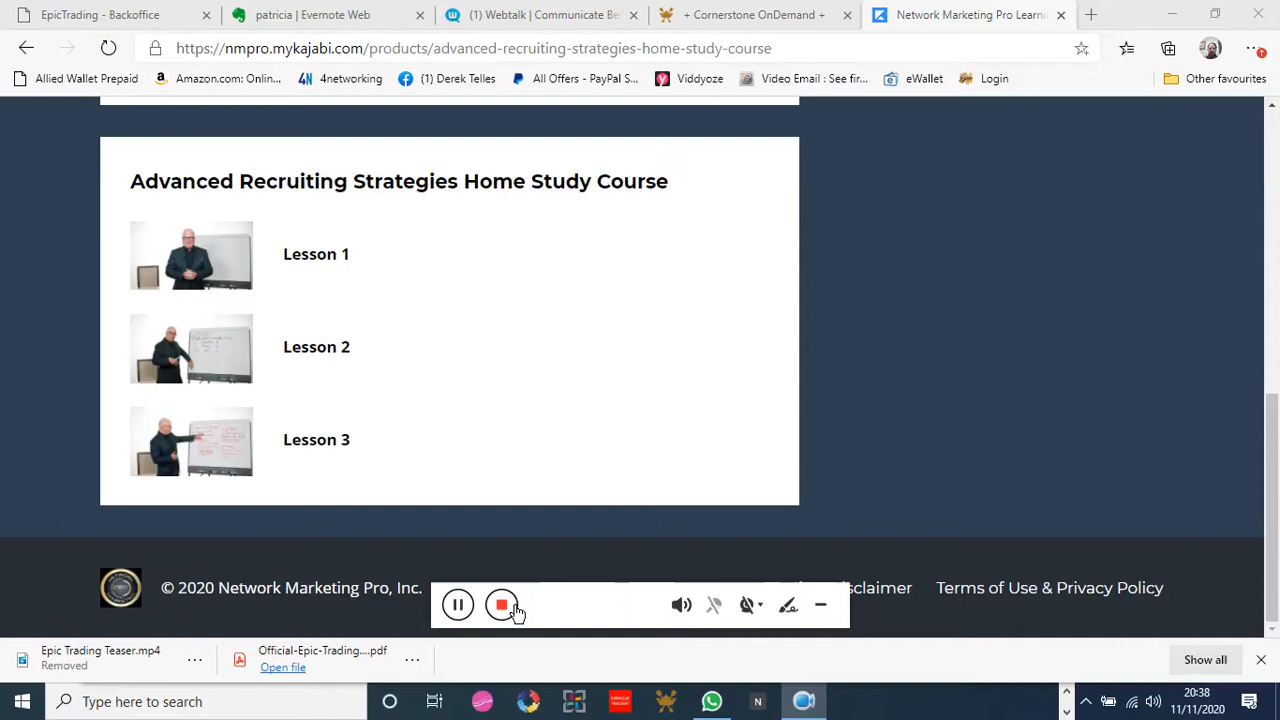 EpicTrading - Backoffice
patricia | Evernote Web
(1) Webtalk | Communicate Be
+ Cornerstone OnDemand +
Network Marketing Pro Learnin
https://nmpro.mykajabi.com/products/advanced-recruiting-strategies-home-study-course
Allied Wallet Prepaid
Amazon.com: Onlin...
4networking
(1) Derek Telles
All Offers - PayPal S...
Viddyoze
Video Email : See fir...
eWallet
Login
Other favourites
Advanced Recruiting Strategies Home Study Course
Lesson 1
Lesson 2
Lesson 3
© 2020 Network Marketing Pro, Inc.
isclaimer
Terms of Use & Privacy Policy
Epic Trading Teaser.mp4
Removed
Official-Epic-Trading....pdf
Open file
Show all
Type here to search
20:38
11/11/2020